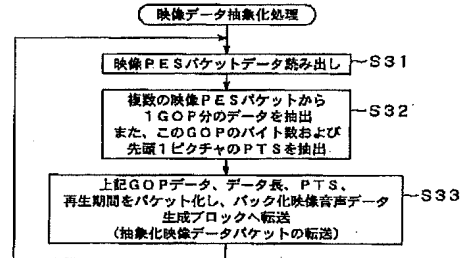 映像データ抽象化処理
映像PESパケットデータ読み出し
S31
複数の映像PESパケットから
1GOP分のデータを抽出
また、このGOPのバイト数および
先頭1ピクチャのPTSを抽出
S32
上記GOPデータ、データ長、PTS、
再生期間をパケット化し、パック化映像音声データ
生成ブロックへ転送
(抽象化映像データパケットの転送)
S33